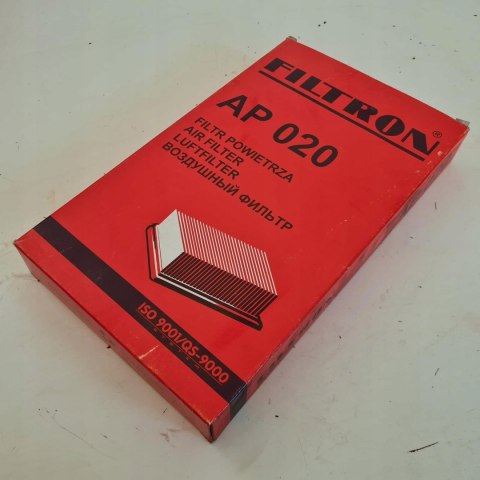 FILTRON®
AP 020
FILTR POWIETRZA
AIR FILTER
LUFTFILTER
ВОЗДУШНЫЙ ФИЛЬТР
ISO 9001/QS-9000